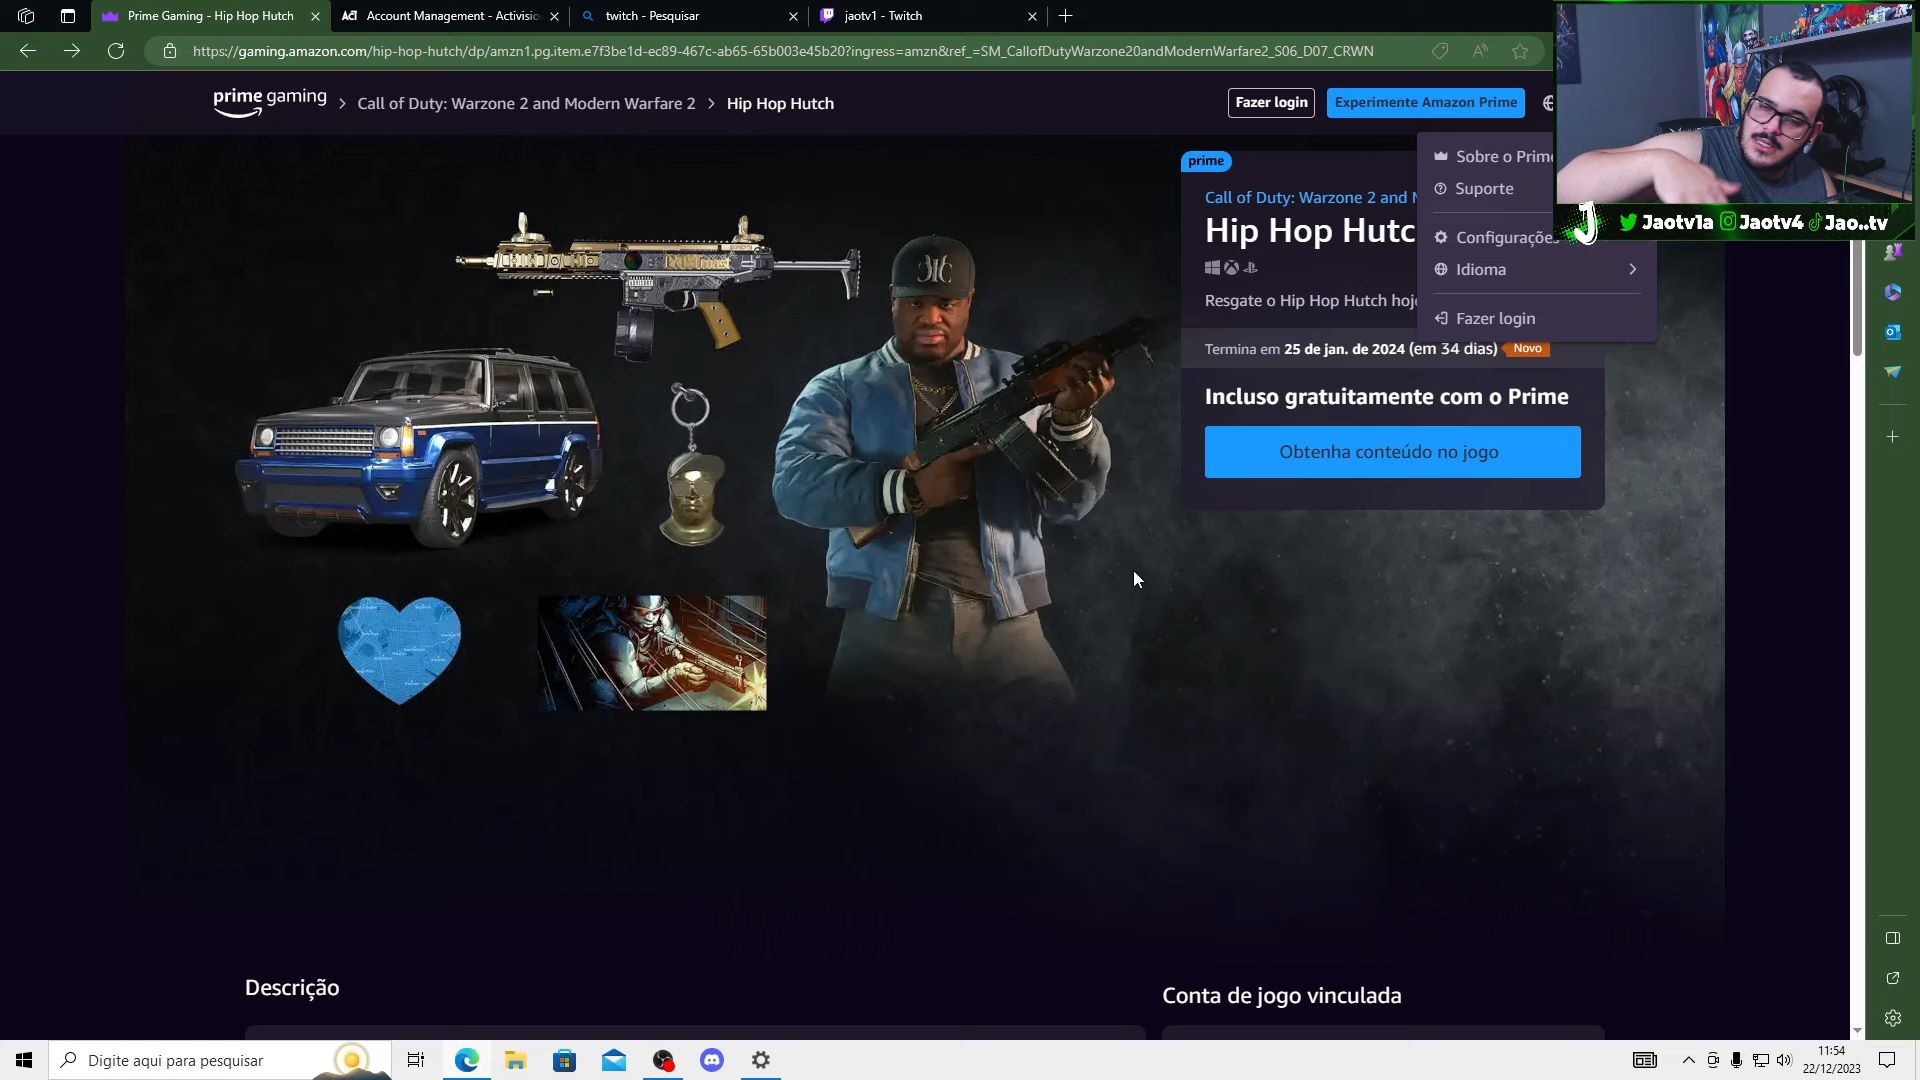 Prime Gaming - Hip Hop Hutch
Account Management - Activisio
twitch - Pesquisar
jaotv1 - Twitch
https://gaming.amazon.com/hip-hop-hutch/dp/amzn1.pg.item.e7f3be1d-ec89-467c-ab65-65b003e45b20?ingress=amzn&ref_=SM_CallofDutyWarzone20andModernWarfare2_S06_D07_CRWN
prime gaming
Call of Duty: Warzone 2 and Modern Warfare 2
Hip Hop Hutch
Fazer login
Experimente Amazon Prime
Sobre o Prime
Suporte
Configurações
Idioma
Fazer login
prime
Call of Duty: Warzone 2 and M
Hip Hop Hutc
Resgate o Hip Hop Hutch hoje
Termina em 25 de jan. de 2024 (em 34 dias) Novo
Incluso gratuitamente com o Prime
Obtenha conteúdo no jogo
Jaotv1a Jaotv4 Jao..tv
Descrição
Conta de jogo vinculada
Digite aqui para pesquisar
11:54
22/12/2023